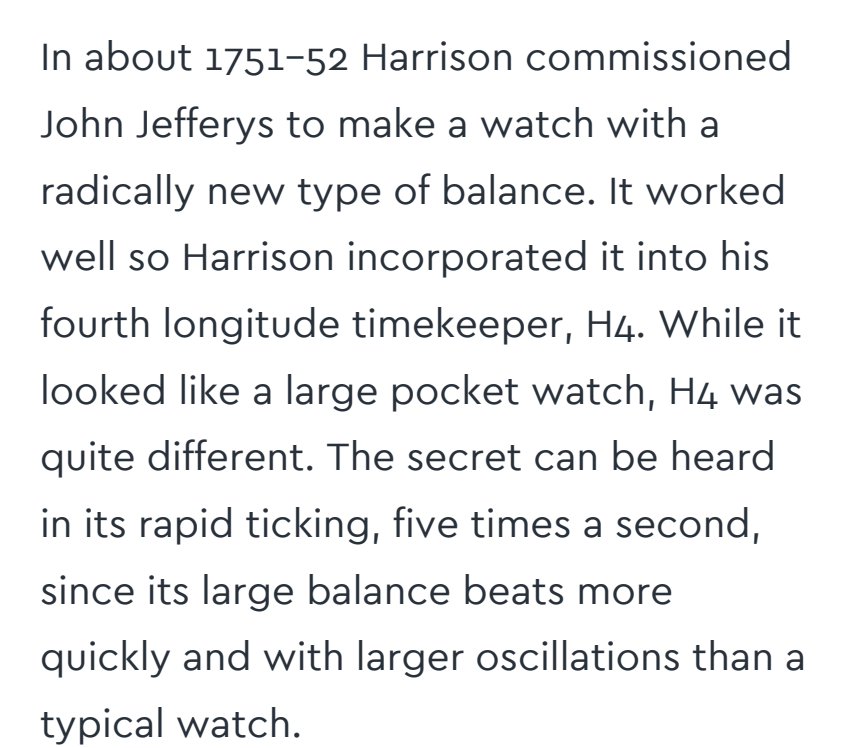 In about 1751–52 Harrison commissioned
John Jefferys to make a watch with a
radically new type of balance. It worked
well so Harrison incorporated it into his
fourth longitude timekeeper, H4. While it
looked like a large pocket watch, H4 was
quite different. The secret can be heard
in its rapid ticking, five times a second,
since its large balance beats more
quickly and with larger oscillations than a
typical watch.